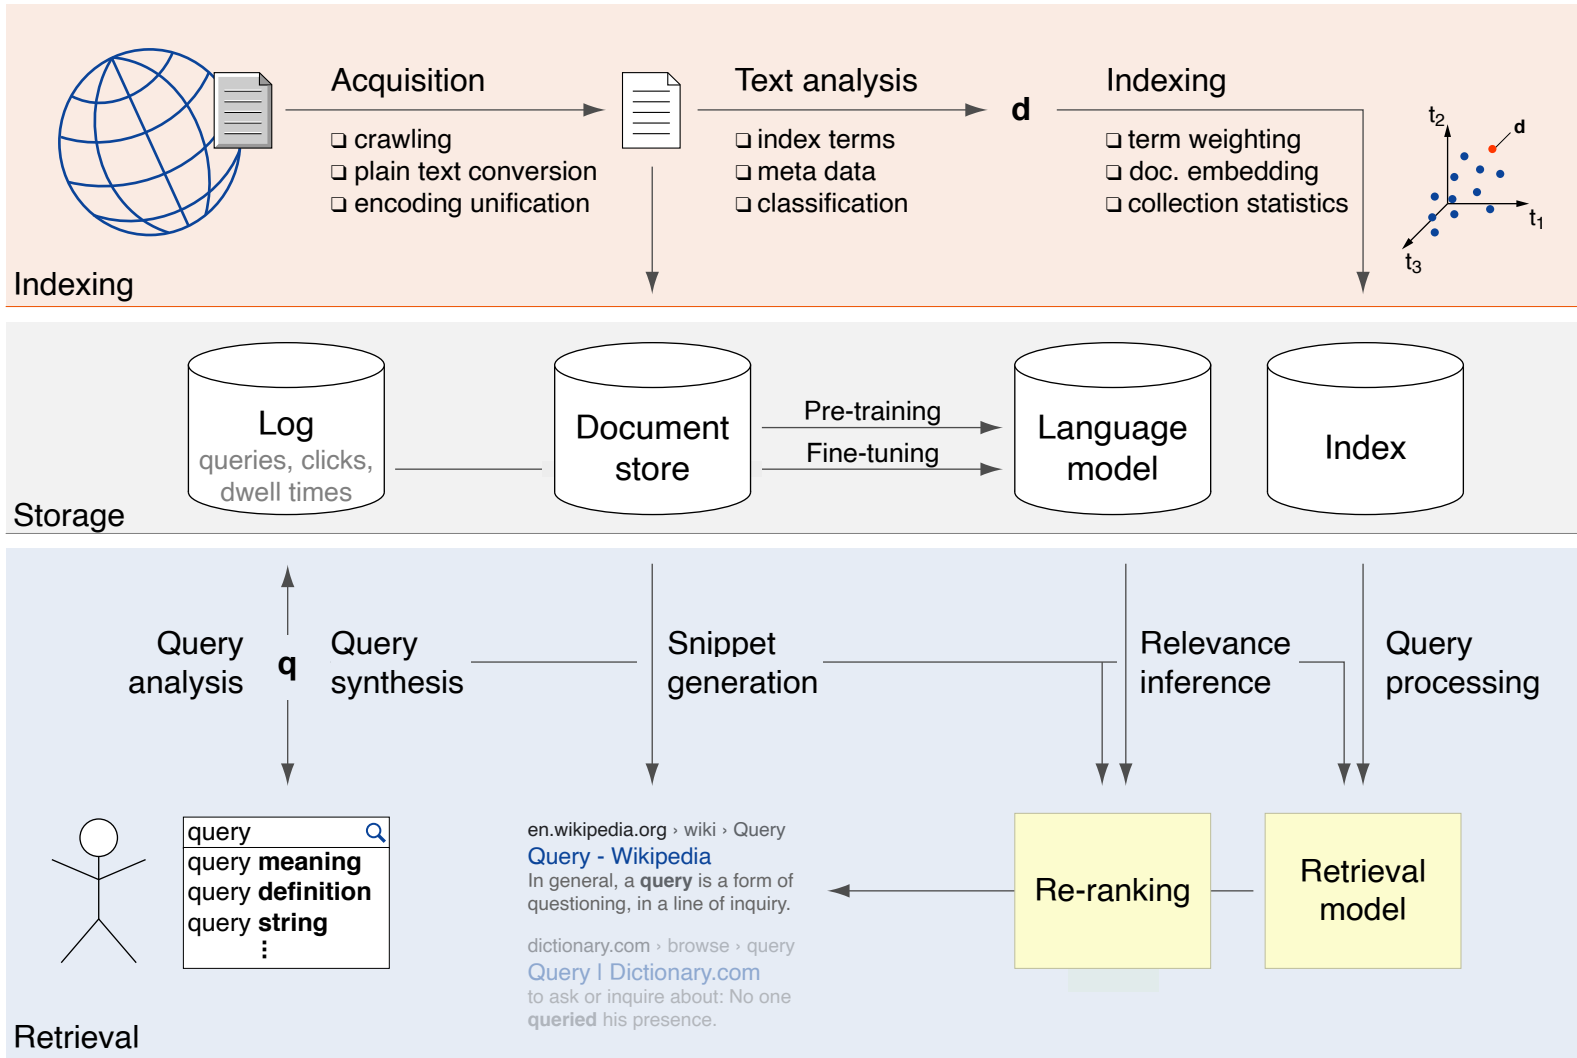 Acquisition
❏ crawling
❏ plain text conversion
❏ encoding unification
Text analysis
❏ index terms
❏ meta data
❏ classification
d
Indexing
❏ term weighting
❏ doc. embedding
❏ collection statistics
t2
d
t1
t3
Indexing
Log
queries, clicks,
dwell times
Document
store
Pre-training
Fine-tuning
Language
model
Index
Storage
Query
analysis
q
Query
synthesis
Snippet
generation
Relevance
inference
Query
processing
query
query meaning
query definition
query string
⋮
en.wikipedia.org › wiki › Query
Query - Wikipedia
In general, a query is a form of
questioning, in a line of inquiry.
dictionary.com › browse › query
Query | Dictionary.com
to ask or inquire about: No one
queried his presence.
Re-ranking
Retrieval
model
Retrieval